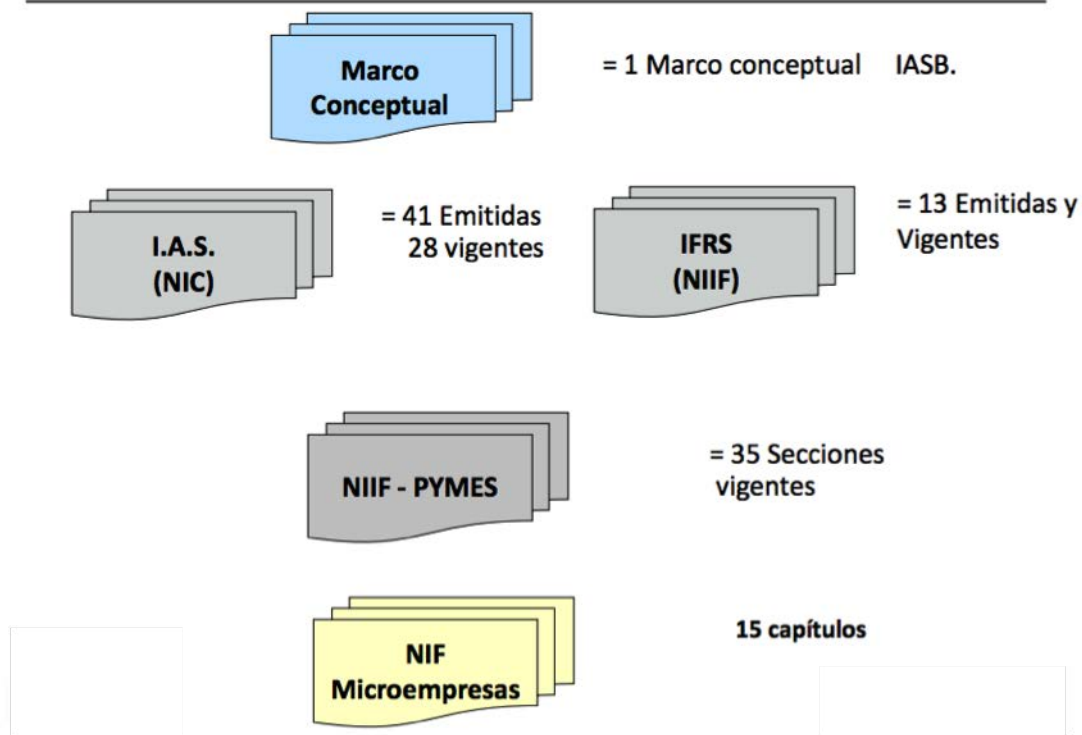 Marco
Conceptual
= 1 Marco conceptual IASB.
I.A.S.
(NIC)
= 41 Emitidas
28 vigentes
IFRS
(NIIF)
= 13 Emitidas y
Vigentes
NIIF - PYMES
= 35 Secciones
vigentes
NIF
Microempresas
15 capítulos